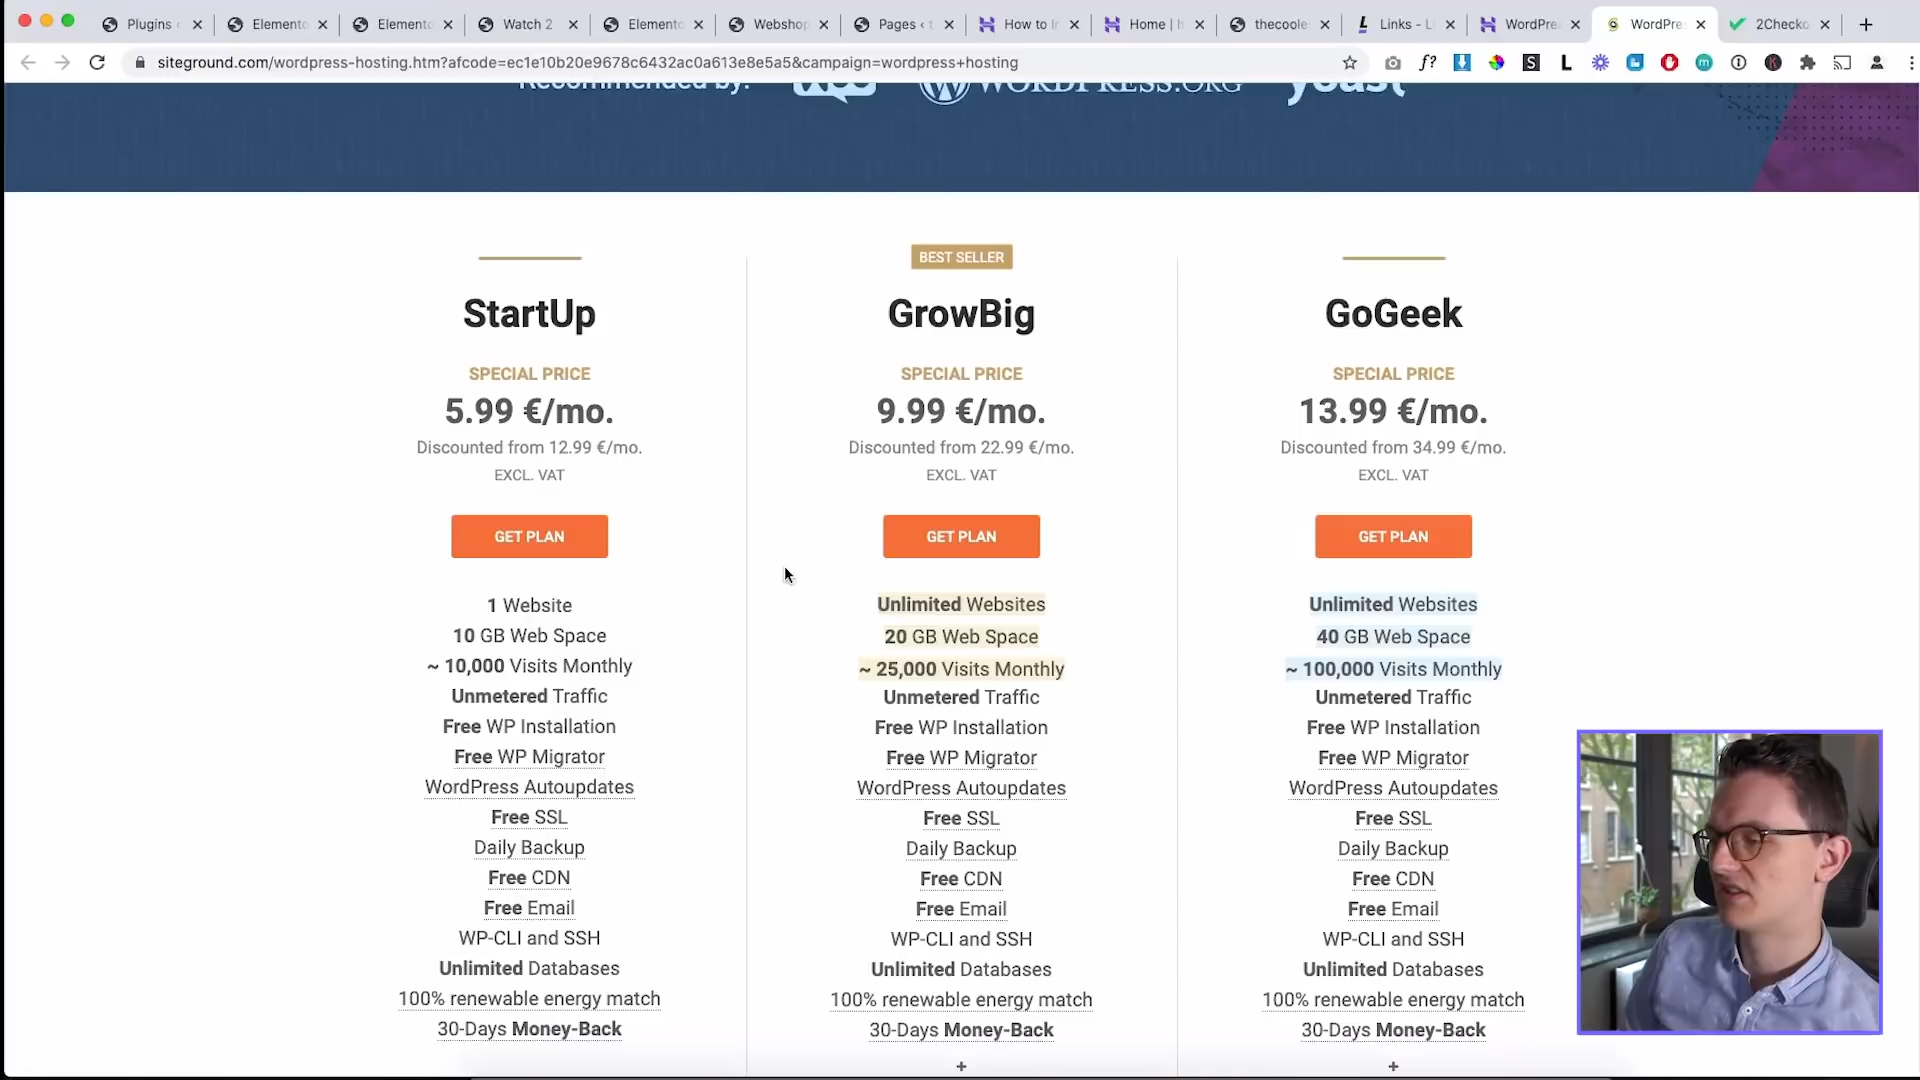 Plugins ‹
Elemento
Elemento
Watch 2
Elemento
Webshop
Pages ‹ t
How to I
Home | h
thecoole
Links - L
WordPre
WordPre
2Checko
siteground.com/wordpress-hosting.htm?afcode=ec1e10b20e9678c6432ac0a613e8e5a5&campaign=wordpress+hosting
Recommended by:
WORDPRESS.ORG
yoast
StartUp
SPECIAL PRICE
5.99 €/mo.
Discounted from 12.99 €/mo.
EXCL. VAT
GET PLAN
1 Website
10 GB Web Space
~ 10,000 Visits Monthly
Unmetered Traffic
Free WP Installation
Free WP Migrator
WordPress Autoupdates
Free SSL
Daily Backup
Free CDN
Free Email
WP-CLI and SSH
Unlimited Databases
100% renewable energy match
30-Days Money-Back
BEST SELLER
GrowBig
SPECIAL PRICE
9.99 €/mo.
Discounted from 22.99 €/mo.
EXCL. VAT
GET PLAN
Unlimited Websites
20 GB Web Space
~ 25,000 Visits Monthly
Unmetered Traffic
Free WP Installation
Free WP Migrator
WordPress Autoupdates
Free SSL
Daily Backup
Free CDN
Free Email
WP-CLI and SSH
Unlimited Databases
100% renewable energy match
30-Days Money-Back
+
GoGeek
SPECIAL PRICE
13.99 €/mo.
Discounted from 34.99 €/mo.
EXCL. VAT
GET PLAN
Unlimited Websites
40 GB Web Space
~ 100,000 Visits Monthly
Unmetered Traffic
Free WP Installation
Free WP Migrator
WordPress Autoupdates
Free SSL
Daily Backup
Free CDN
Free Email
WP-CLI and SSH
Unlimited Databases
100% renewable energy match
30-Days Money-Back
+